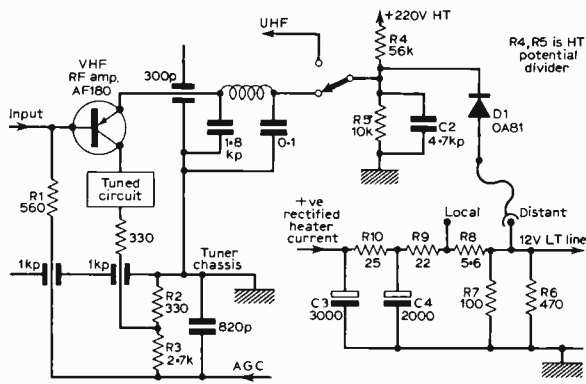 UHF
+220V HT
R4
56k
R4, R5 is HT
potential
divider
VHF
RF amp,
AF180
300p
Input
1·8
kp
0·1
R5
10k
C2
4·7kp
D1
OA81
R1
560
Tuned
circuit
330
+ve
rectified
heater
current
Local
Distant
R10
25
R9
22
R8
5·6
12V LT line
1kp
1kp
Tuner
chassis
R2
330
820p
R3
2·7k
C3
3000
C4
2000
R7
100
R6
470
AGC